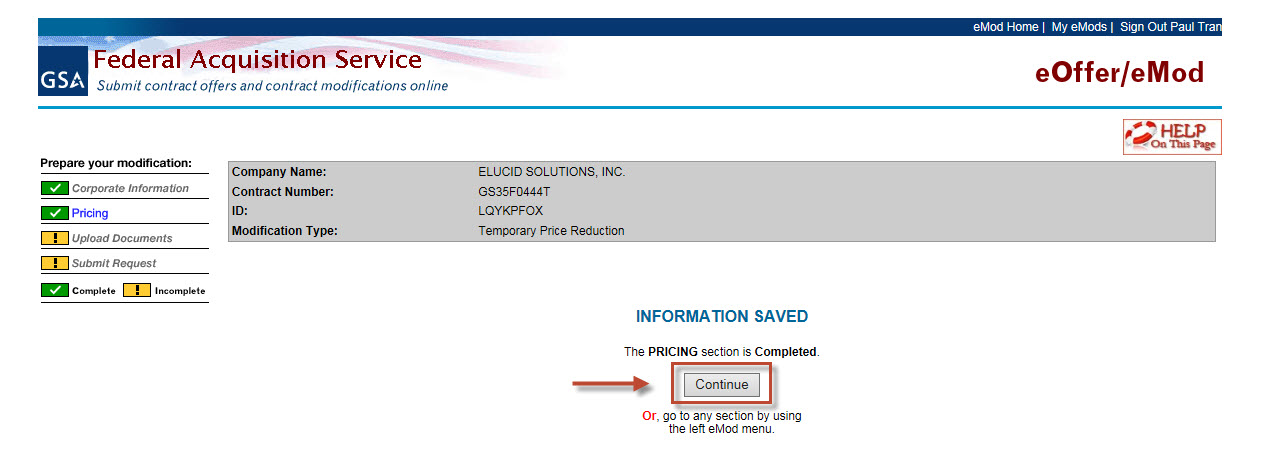 eMod Home | My eMods | Sign Out Paul Tran
GSA
Federal Acquisition Service
Submit contract offers and contract modifications online
eOffer/eMod
HELP
On This Page
Prepare your modification:
Corporate Information
Pricing
! Upload Documents
! Submit Request
Complete ! Incomplete
Company Name: ELUCID SOLUTIONS, INC.
Contract Number: GS35F0444T
ID: LQYKPFOX
Modification Type: Temporary Price Reduction
INFORMATION SAVED
The PRICING section is Completed.
Continue
Or, go to any section by using
the left eMod menu.